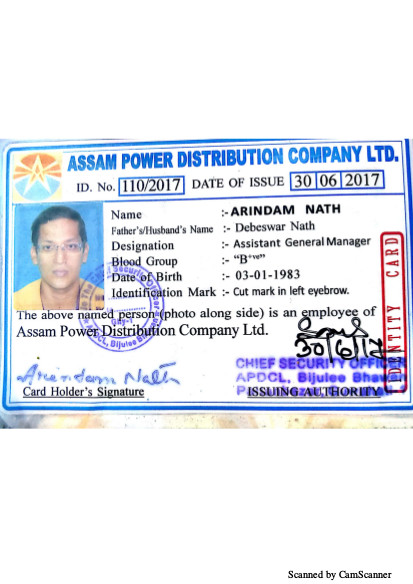 ASSAM POWER DISTRIBUTION COMPANY LTD.
ID. No. 110/2017 DATE OF ISSUE 30 06 2017
Name :- ARINDAM NATH
Father's/Husband's Name :- Debeswar Nath
Designation :- Assistant General Manager
Blood Group :- "B+ve"
Date of Birth :- 03-01-1983
Identification Mark :- Cut mark in left eyebrow.
The above named person (photo along side) is an employee of
Assam Power Distribution Company Ltd.
IDENTITY CARD
30/6/17
CHIEF SECURITY OFFICER
APDCL, Bijulee Bhawan
Arindam Nath
Card Holder's Signature
ISSUING AUTHORITY
Scanned by CamScanner